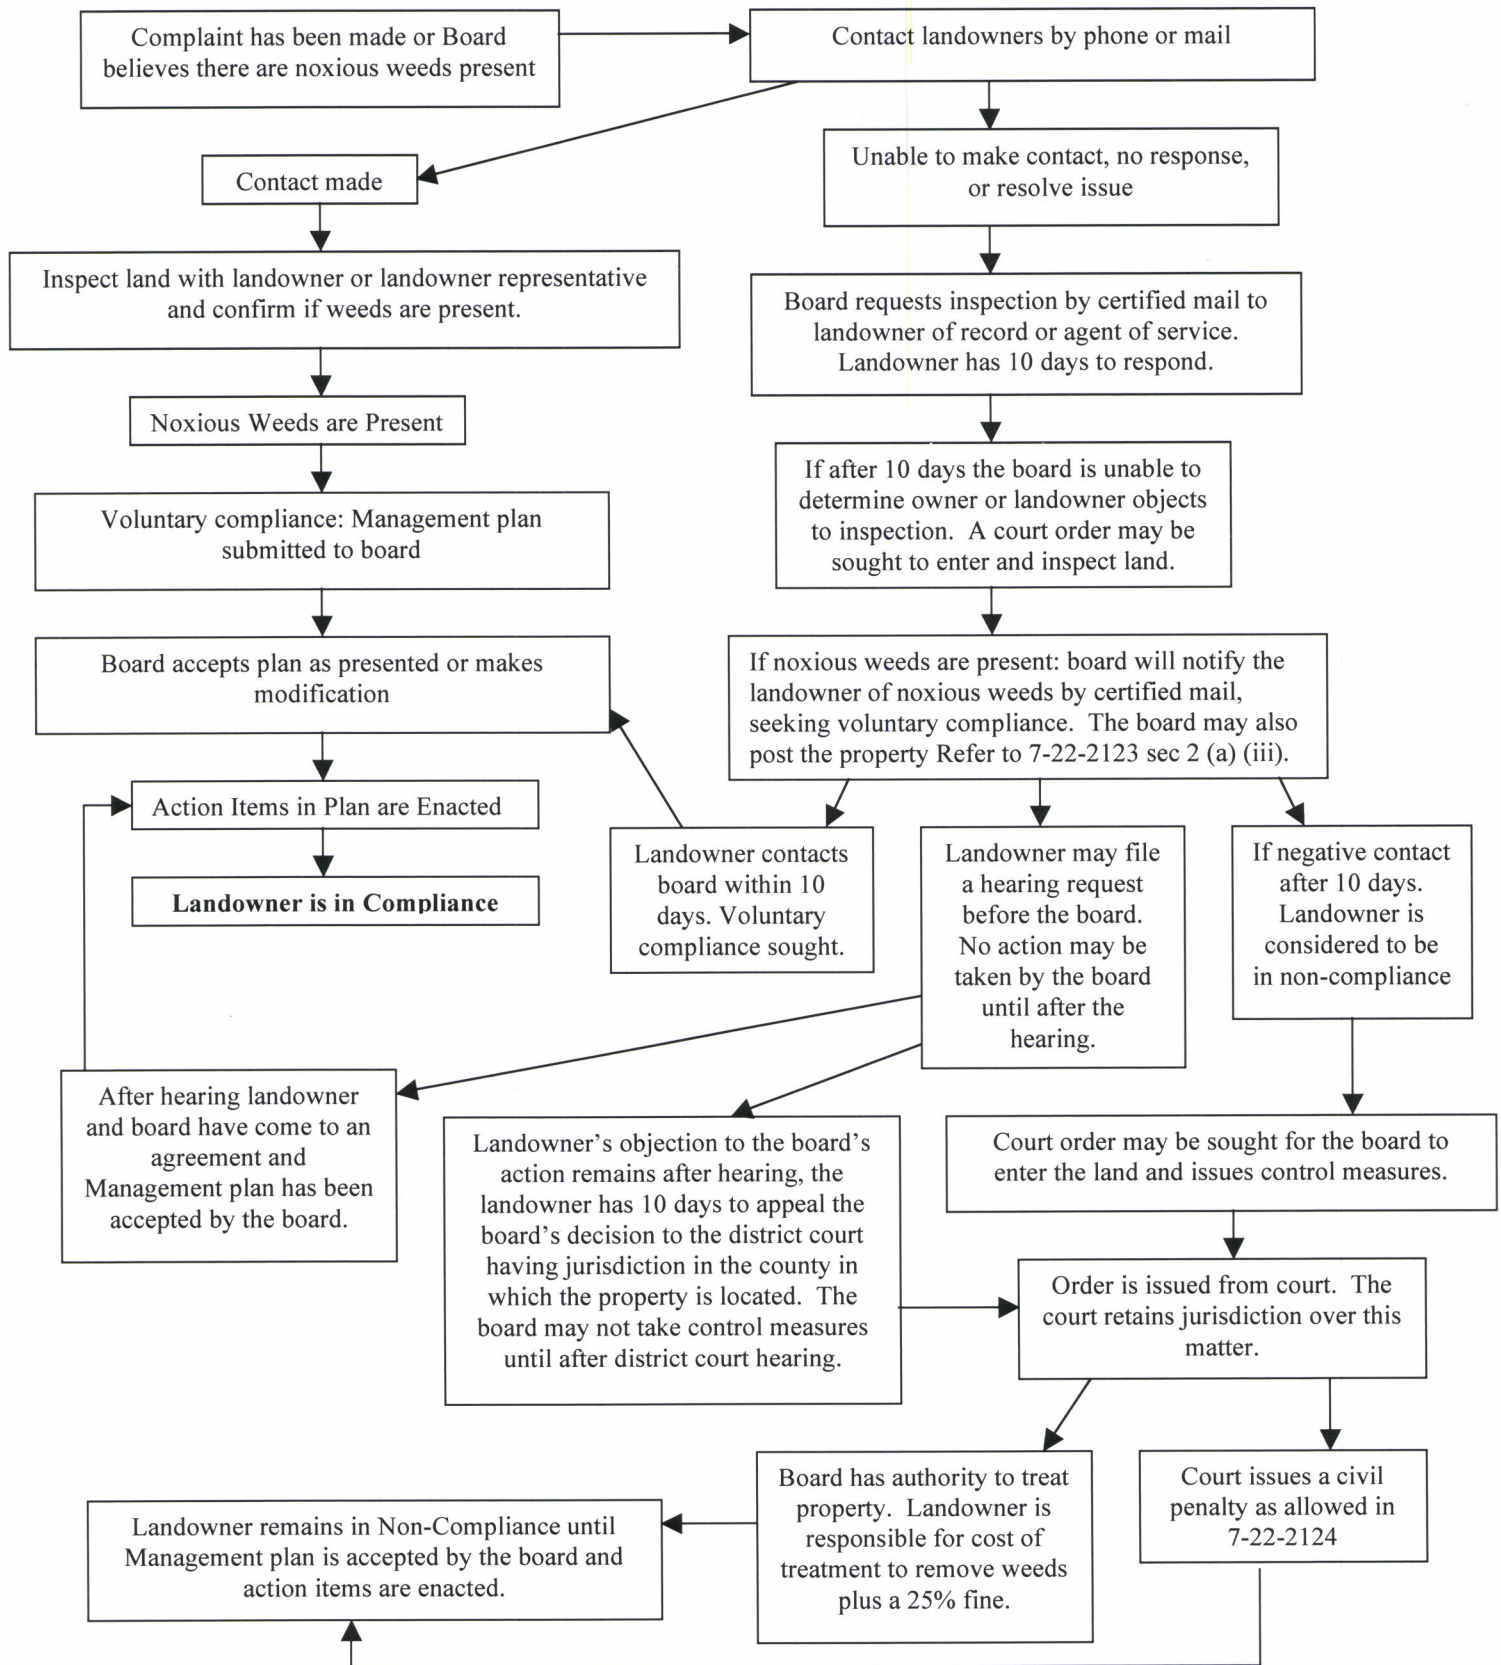 Complaint has been made or Board
believes there are noxious weeds present
Contact landowners by phone or mail
Contact made
Unable to make contact, no response,
or resolve issue
Inspect land with landowner or landowner representative
and confirm if weeds are present.
Board requests inspection by certified mail to
landowner of record or agent of service.
Landowner has 10 days to respond.
Noxious Weeds are Present
If after 10 days the board is unable to
determine owner or landowner objects
to inspection.  A court order may be
sought to enter and inspect land.
Voluntary compliance: Management plan
submitted to board
Board accepts plan as presented or makes
modification
If noxious weeds are present: board will notify the
landowner of noxious weeds by certified mail,
seeking voluntary compliance.  The board may also
post the property Refer to 7-22-2123 sec 2 (a) (iii).
Action Items in Plan are Enacted
Landowner is in Compliance
Landowner contacts
board within 10
days. Voluntary
compliance sought.
Landowner may file
a hearing request
before the board.
No action may be
taken by the board
until after the
hearing.
If negative contact
after 10 days.
Landowner is
considered to be
in non-compliance
After hearing landowner
and board have come to an
agreement and
Management plan has been
accepted by the board.
Landowner's objection to the board's
action remains after hearing, the
landowner has 10 days to appeal the
board's decision to the district court
having jurisdiction in the county in
which the property is located.  The
board may not take control measures
until after district court hearing.
Court order may be sought for the board to
enter the land and issues control measures.
Order is issued from court.  The
court retains jurisdiction over this
matter.
Board has authority to treat
property.  Landowner is
responsible for cost of
treatment to remove weeds
plus a 25% fine.
Court issues a civil
penalty as allowed in
7-22-2124
Landowner remains in Non-Compliance until
Management plan is accepted by the board and
action items are enacted.